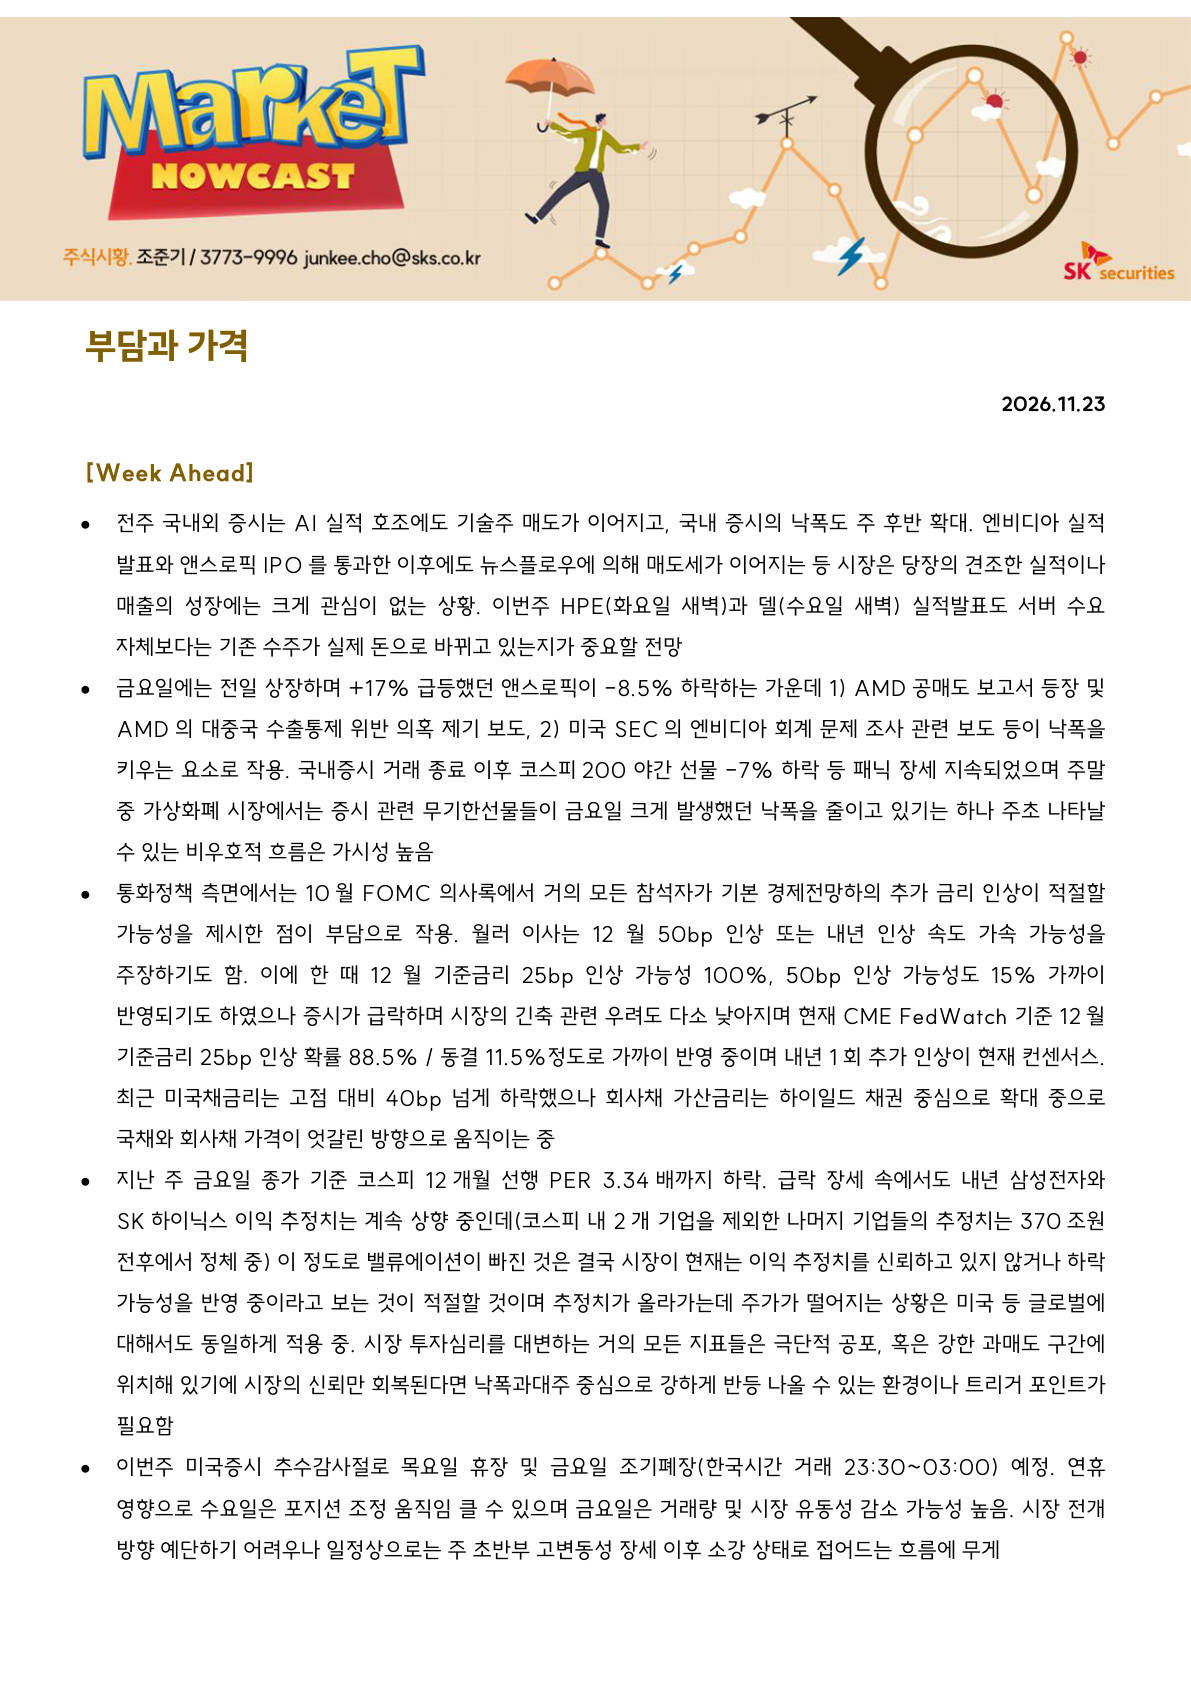 Market
NOWCAST
주식시황. 조준기 / 3773-9996 junkee.cho@sks.co.kr
SK securities
부담과 가격
2026.11.23
[Week Ahead]
● 전주 국내외 증시는 AI 실적 호조에도 기술주 매도가 이어지고, 국내 증시의 낙폭도 주 후반 확대. 엔비디아 실적
발표와 앤스로픽 IPO 를 통과한 이후에도 뉴스플로우에 의해 매도세가 이어지는 등 시장은 당장의 견조한 실적이나
매출의 성장에는 크게 관심이 없는 상황. 이번주 HPE(화요일 새벽)과 델(수요일 새벽) 실적발표도 서버 수요
자체보다는 기존 수주가 실제 돈으로 바뀌고 있는지가 중요할 전망
● 금요일에는 전일 상장하며 +17% 급등했던 앤스로픽이 -8.5% 하락하는 가운데 1) AMD 공매도 보고서 등장 및
AMD 의 대중국 수출통제 위반 의혹 제기 보도, 2) 미국 SEC 의 엔비디아 회계 문제 조사 관련 보도 등이 낙폭을
키우는 요소로 작용. 국내증시 거래 종료 이후 코스피 200 야간 선물 -7% 하락 등 패닉 장세 지속되었으며 주말
중 가상화폐 시장에서는 증시 관련 무기한선물들이 금요일 크게 발생했던 낙폭을 줄이고 있기는 하나 주초 나타날
수 있는 비우호적 흐름은 가시성 높음
● 통화정책 측면에서는 10 월 FOMC 의사록에서 거의 모든 참석자가 기본 경제전망하의 추가 금리 인상이 적절할
가능성을 제시한 점이 부담으로 작용. 월러 이사는 12 월 50bp 인상 또는 내년 인상 속도 가속 가능성을
주장하기도 함. 이에 한 때 12 월 기준금리 25bp 인상 가능성 100%, 50bp 인상 가능성도 15% 가까이
반영되기도 하였으나 증시가 급락하며 시장의 긴축 관련 우려도 다소 낮아지며 현재 CME FedWatch 기준 12 월
기준금리 25bp 인상 확률 88.5% / 동결 11.5%정도로 가까이 반영 중이며 내년 1 회 추가 인상이 현재 컨센서스.
최근 미국채금리는 고점 대비 40bp 넘게 하락했으나 회사채 가산금리는 하이일드 채권 중심으로 확대 중으로
국채와 회사채 가격이 엇갈린 방향으로 움직이는 중
● 지난 주 금요일 종가 기준 코스피 12 개월 선행 PER 3.34 배까지 하락. 급락 장세 속에서도 내년 삼성전자와
SK 하이닉스 이익 추정치는 계속 상향 중인데(코스피 내 2 개 기업을 제외한 나머지 기업들의 추정치는 370 조원
전후에서 정체 중) 이 정도로 밸류에이션이 빠진 것은 결국 시장이 현재는 이익 추정치를 신뢰하고 있지 않거나 하락
가능성을 반영 중이라고 보는 것이 적절할 것이며 추정치가 올라가는데 주가가 떨어지는 상황은 미국 등 글로벌에
대해서도 동일하게 적용 중. 시장 투자심리를 대변하는 거의 모든 지표들은 극단적 공포, 혹은 강한 과매도 구간에
위치해 있기에 시장의 신뢰만 회복된다면 낙폭과대주 중심으로 강하게 반등 나올 수 있는 환경이나 트리거 포인트가
필요함
● 이번주 미국증시 추수감사절로 목요일 휴장 및 금요일 조기폐장(한국시간 거래 23:30~03:00) 예정. 연휴
영향으로 수요일은 포지션 조정 움직임 클 수 있으며 금요일은 거래량 및 시장 유동성 감소 가능성 높음. 시장 전개
방향 예단하기 어려우나 일정상으로는 주 초반부 고변동성 장세 이후 소강 상태로 접어드는 흐름에 무게